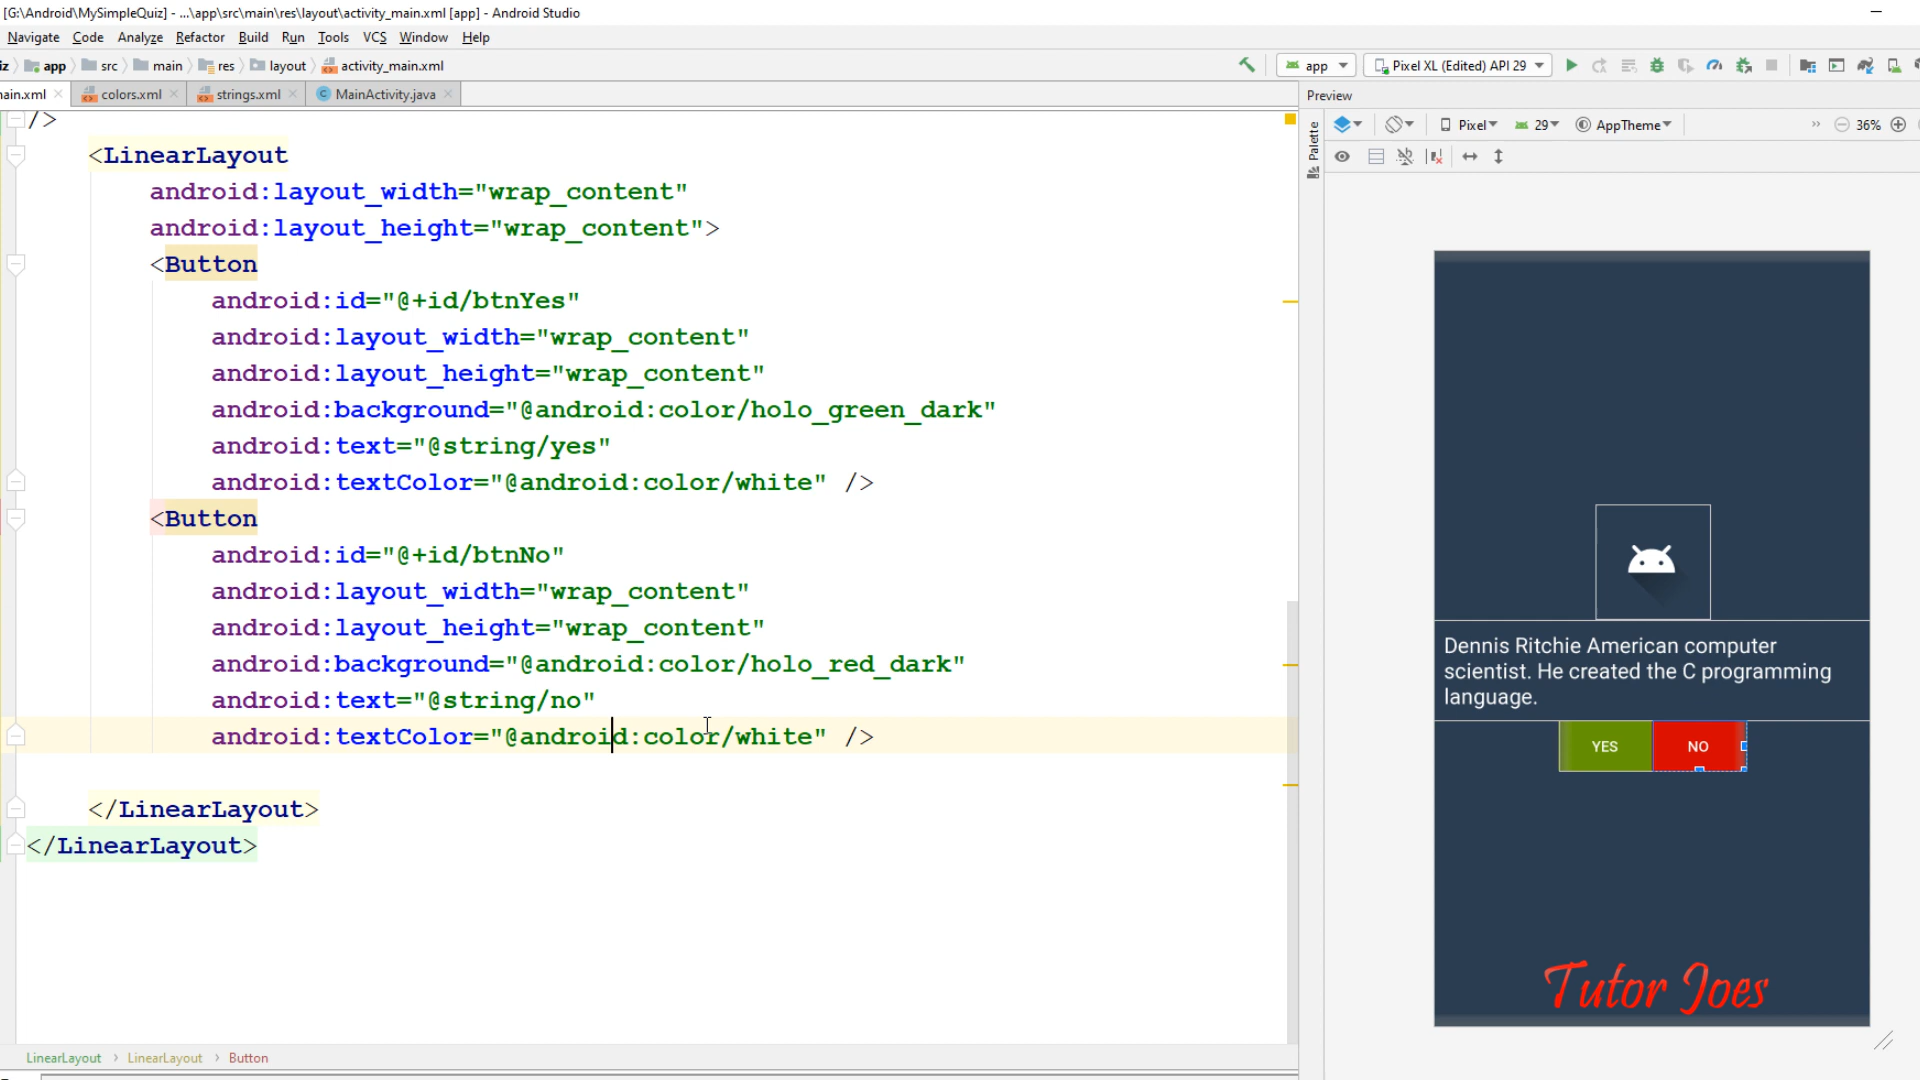 [G:\Android\MySimpleQuiz] - ...\app\src\main\res\layout\activity_main.xml [app] - Android Studio
Navigate Code Analyze Refactor Build Run Tools VCS Window Help
iz app src main res layout activity_main.xml
app Pixel XL (Edited) API 29
ain.xml colors.xml strings.xml MainActivity.java
Preview
Palette
Pixel 29 AppTheme » 36%
/>
<LinearLayout
android:layout_width="wrap_content"
android:layout_height="wrap_content">
<Button
android:id="@+id/btnYes"
android:layout_width="wrap_content"
android:layout_height="wrap_content"
android:background="@android:color/holo_green_dark"
android:text="@string/yes"
android:textColor="@android:color/white" />
<Button
android:id="@+id/btnNo"
android:layout_width="wrap_content"
android:layout_height="wrap_content"
android:background="@android:color/holo_red_dark"
android:text="@string/no"
android:textColor="@android:color/white" />
</LinearLayout>
</LinearLayout>
LinearLayout › LinearLayout › Button
Dennis Ritchie American computer
scientist. He created the C programming
language.
YES NO
Tutor Joes